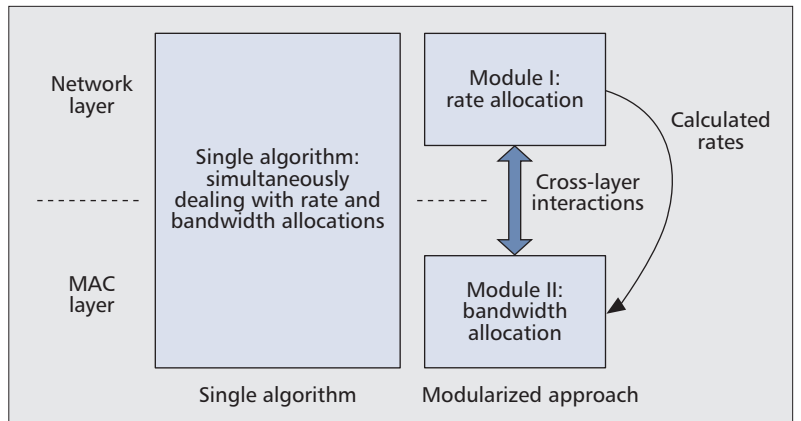 Network
layer
MAC
layer
Single algorithm:
simultaneously
dealing with rate and
bandwidth allocations
Single algorithm
Module I:
rate allocation
Cross-layer
interactions
Calculated
rates
Module II:
bandwidth
allocation
Modularized approach